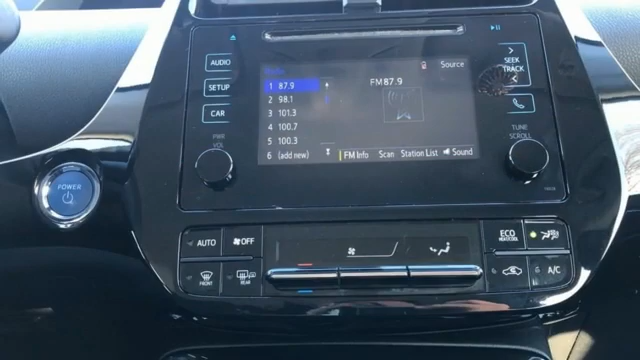 AUDIO
SETUP
CAR
PWR
VOL
Source
1 87.9
2 98.1
3 101.3
4 100.7
5 100.3
6 (add new)
FM 87.9
FM Info Scan Station List Sound
SEEK
TRACK
TUNE
SCROLL
POWER
AUTO
OFF
FRONT
REAR
ECO
HEAT/COOL
A/C